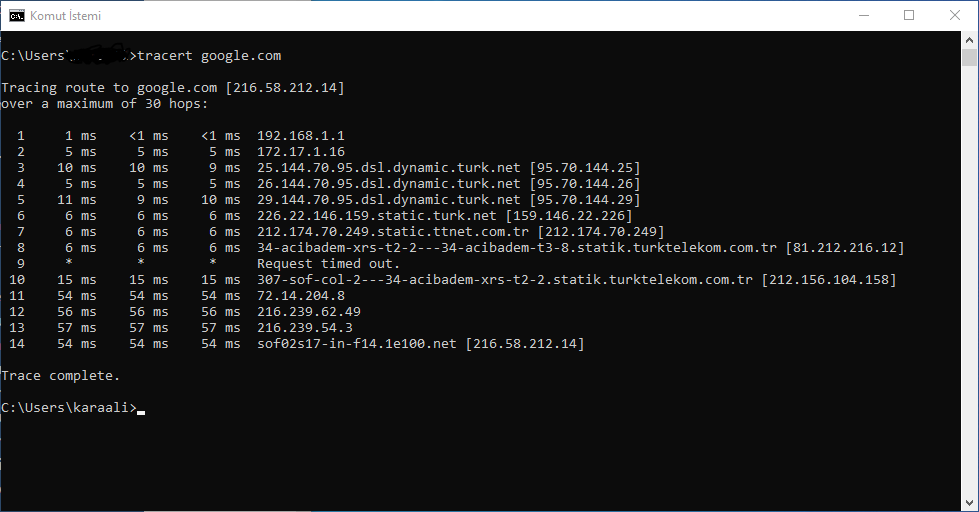 Komut İstemi
C:\Users\>tracert google.com
Tracing route to google.com [216.58.212.14]
over a maximum of 30 hops:
1 1 ms <1 ms <1 ms 192.168.1.1
2 5 ms 5 ms 5 ms 172.17.1.16
3 10 ms 10 ms 9 ms 25.144.70.95.dsl.dynamic.turk.net [95.70.144.25]
4 5 ms 5 ms 5 ms 26.144.70.95.dsl.dynamic.turk.net [95.70.144.26]
5 11 ms 9 ms 10 ms 29.144.70.95.dsl.dynamic.turk.net [95.70.144.29]
6 6 ms 6 ms 6 ms 226.22.146.159.static.turk.net [159.146.22.226]
7 6 ms 6 ms 6 ms 212.174.70.249.static.ttnet.com.tr [212.174.70.249]
8 6 ms 6 ms 6 ms 34-acibadem-xrs-t2-2---34-acibadem-t3-8.statik.turktelekom.com.tr [81.212.216.12]
9 * * * Request timed out.
10 15 ms 15 ms 15 ms 307-sof-col-2---34-acibadem-xrs-t2-2.statik.turktelekom.com.tr [212.156.104.158]
11 54 ms 54 ms 54 ms 72.14.204.8
12 56 ms 56 ms 56 ms 216.239.62.49
13 57 ms 57 ms 57 ms 216.239.54.3
14 54 ms 54 ms 54 ms sof02s17-in-f14.1e100.net [216.58.212.14]
Trace complete.
C:\Users\karaali>